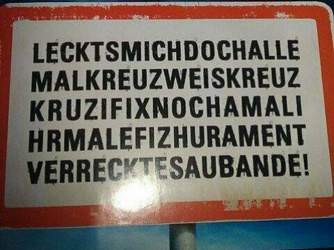 LECKTSMICHDOCHALLE
MALKREUZWEISKREUZ
KRUZIFIXNOCHAMALI
HRMALEFIZHURAMENT
VERRECKTESAUBANDE!